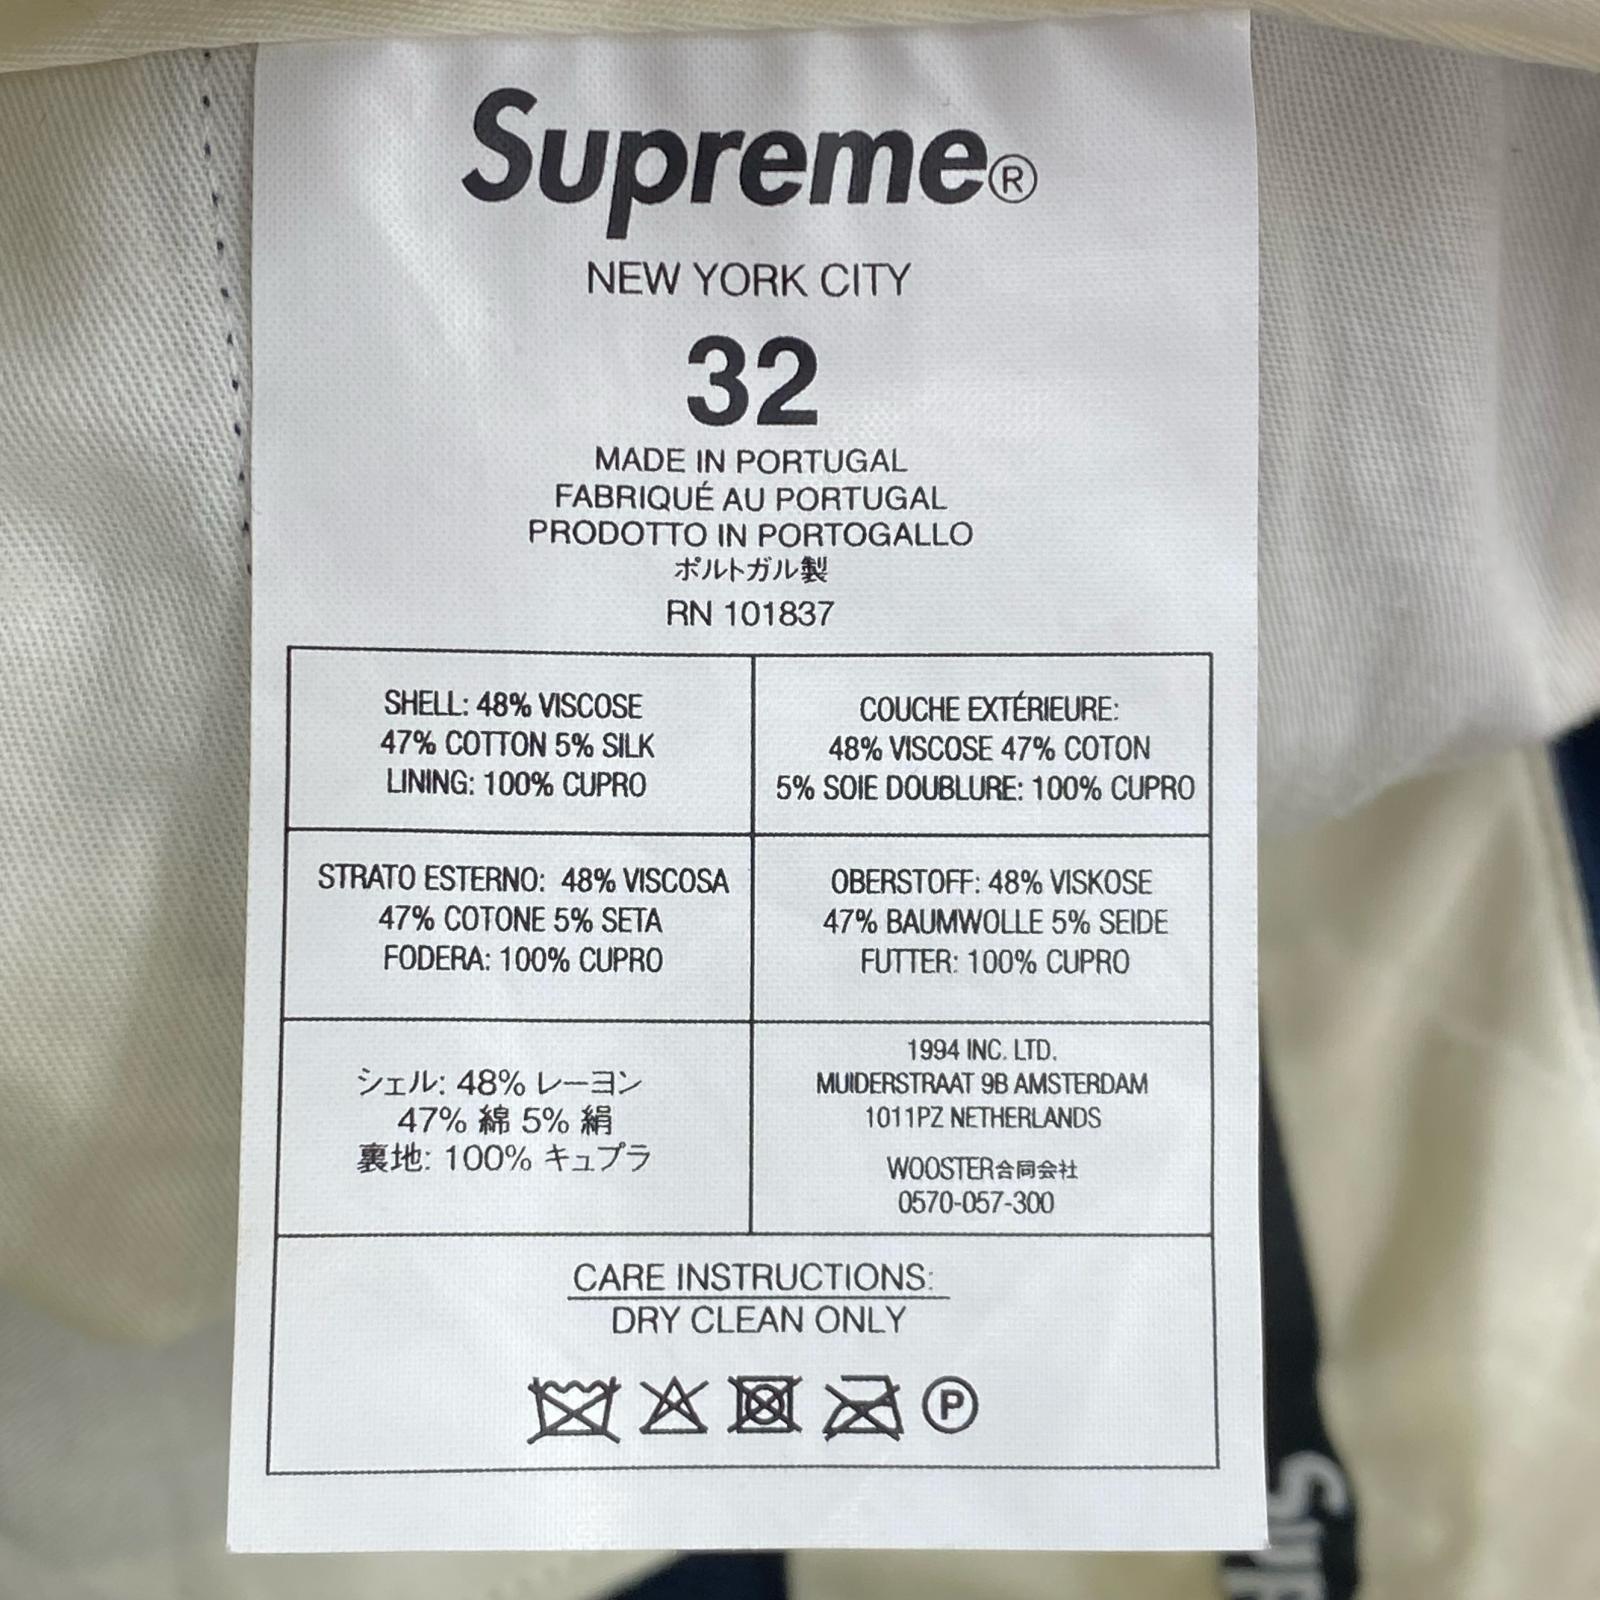 Supreme®
NEW YORK CITY
32
MADE IN PORTUGAL
FABRIQUÉ AU PORTUGAL
PRODOTTO IN PORTOGALLO
ポルトガル製
RN 101837
SHELL: 48% VISCOSE
47% COTTON 5% SILK
LINING: 100% CUPRO
COUCHE EXTÉRIEURE:
48% VISCOSE 47% COTON
5% SOIE DOUBLURE: 100% CUPRO
STRATO ESTERNO: 48% VISCOSA
47% COTONE 5% SETA
FODERA: 100% CUPRO
OBERSTOFF: 48% VISKOSE
47% BAUMWOLLE 5% SEIDE
FUTTER: 100% CUPRO
シェル: 48% レーヨン
47% 綿 5% 絹
裏地: 100% キュプラ
1994 INC. LTD.
MUIDERSTRAAT 9B AMSTERDAM
1011PZ NETHERLANDS
WOOSTER合同会社
0570-057-300
CARE INSTRUCTIONS:
DRY CLEAN ONLY
P